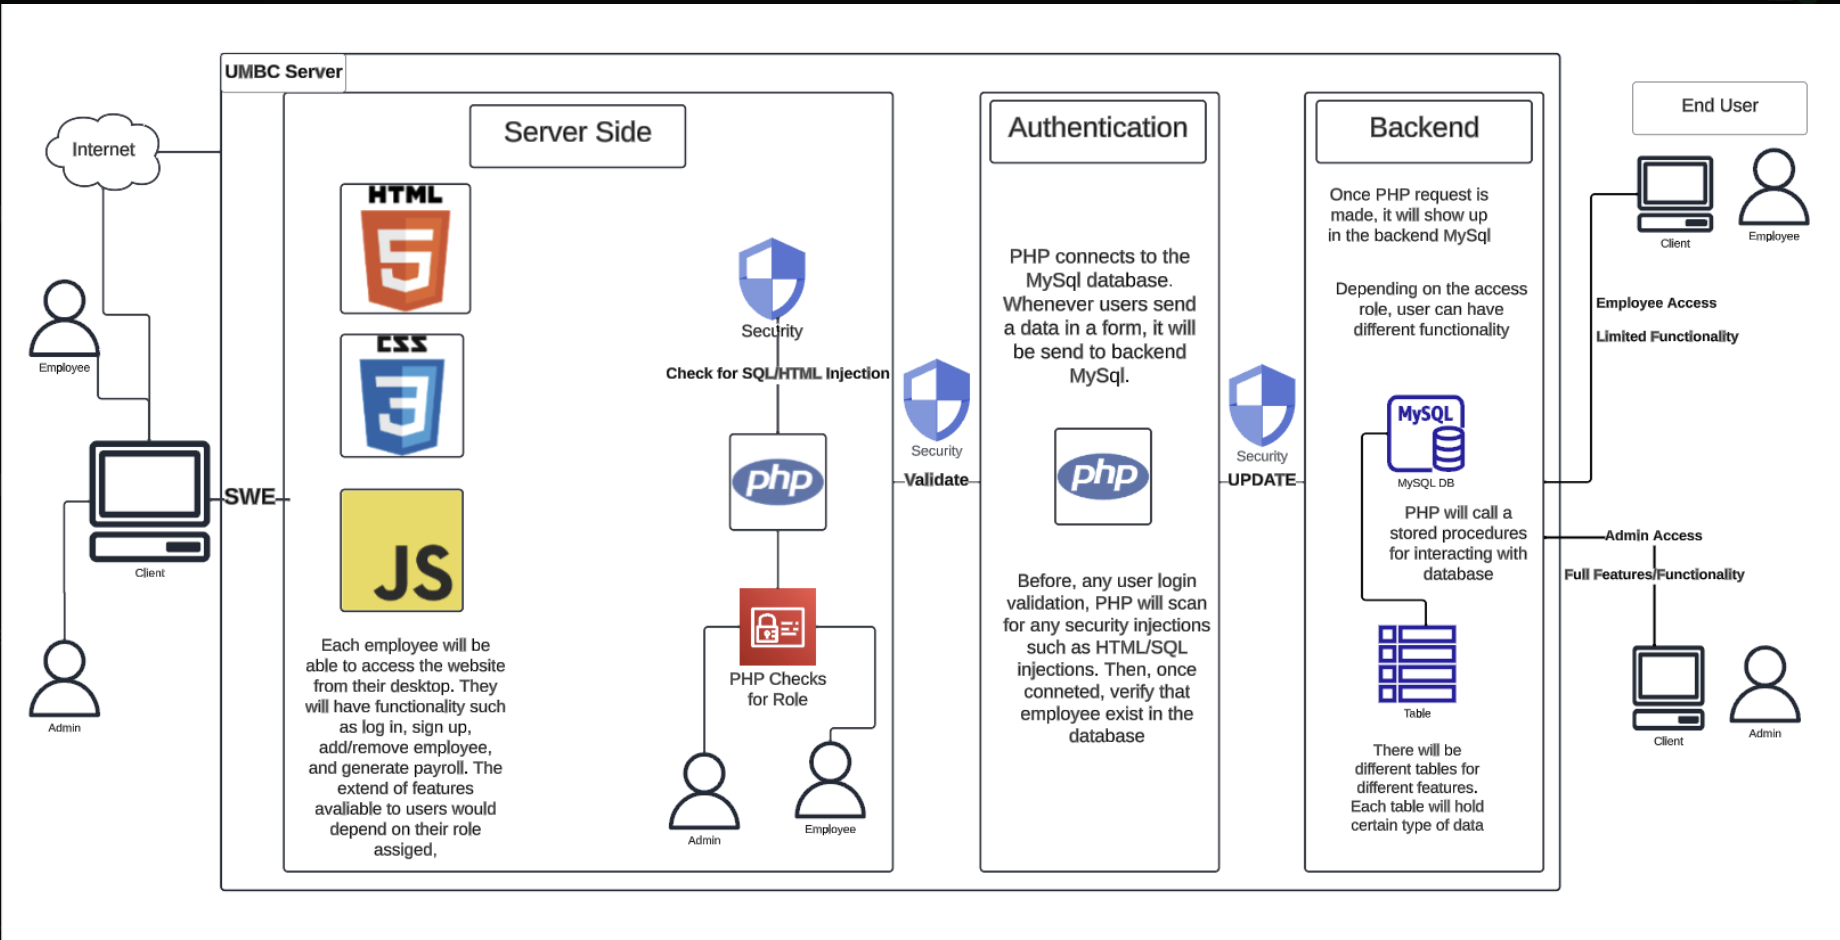 UMBC Server
Internet
Employee
Client
Admin
SWE
Server Side
HTML
5
CSS
3
JS
Each employee will be
able to access the website
from their desktop. They
will have functionality such
as log in, sign up,
add/remove employee,
and generate payroll. The
extend of features
avaliable to users would
depend on their role
assiged,
Security
Check for SQL/HTML Injection
php
PHP Checks
for Role
Admin
Employee
Security
Validate
Authentication
PHP connects to the
MySql database.
Whenever users send
a data in a form, it will
be send to backend
MySql.
php
Before, any user login
validation, PHP will scan
for any security injections
such as HTML/SQL
injections. Then, once
conneted, verify that
employee exist in the
database
Security
UPDATE
Backend
Once PHP request is
made, it will show up
in the backend MySql
Depending on the access
role, user can have
different functionality
MySQL
MySQL DB
PHP will call a
stored procedures
for interacting with
database
Table
There will be
different tables for
different features.
Each table will hold
certain type of data
End User
Client
Employee
Employee Access
Limited Functionality
Admin Access
Full Features/Functionality
Client
Admin